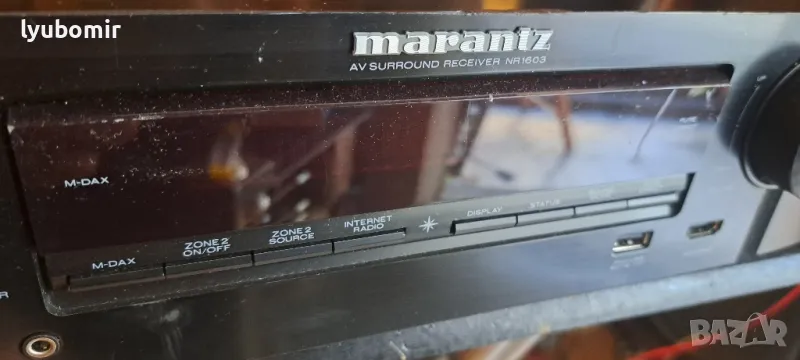 lyubomir
marantz
AV SURROUND RECEIVER NR1603
M-DAX
M-DAX
ZONE 2
ON/OFF
ZONE 2
SOURCE
INTERNET
RADIO
DISPLAY
STATUS
BAZAR